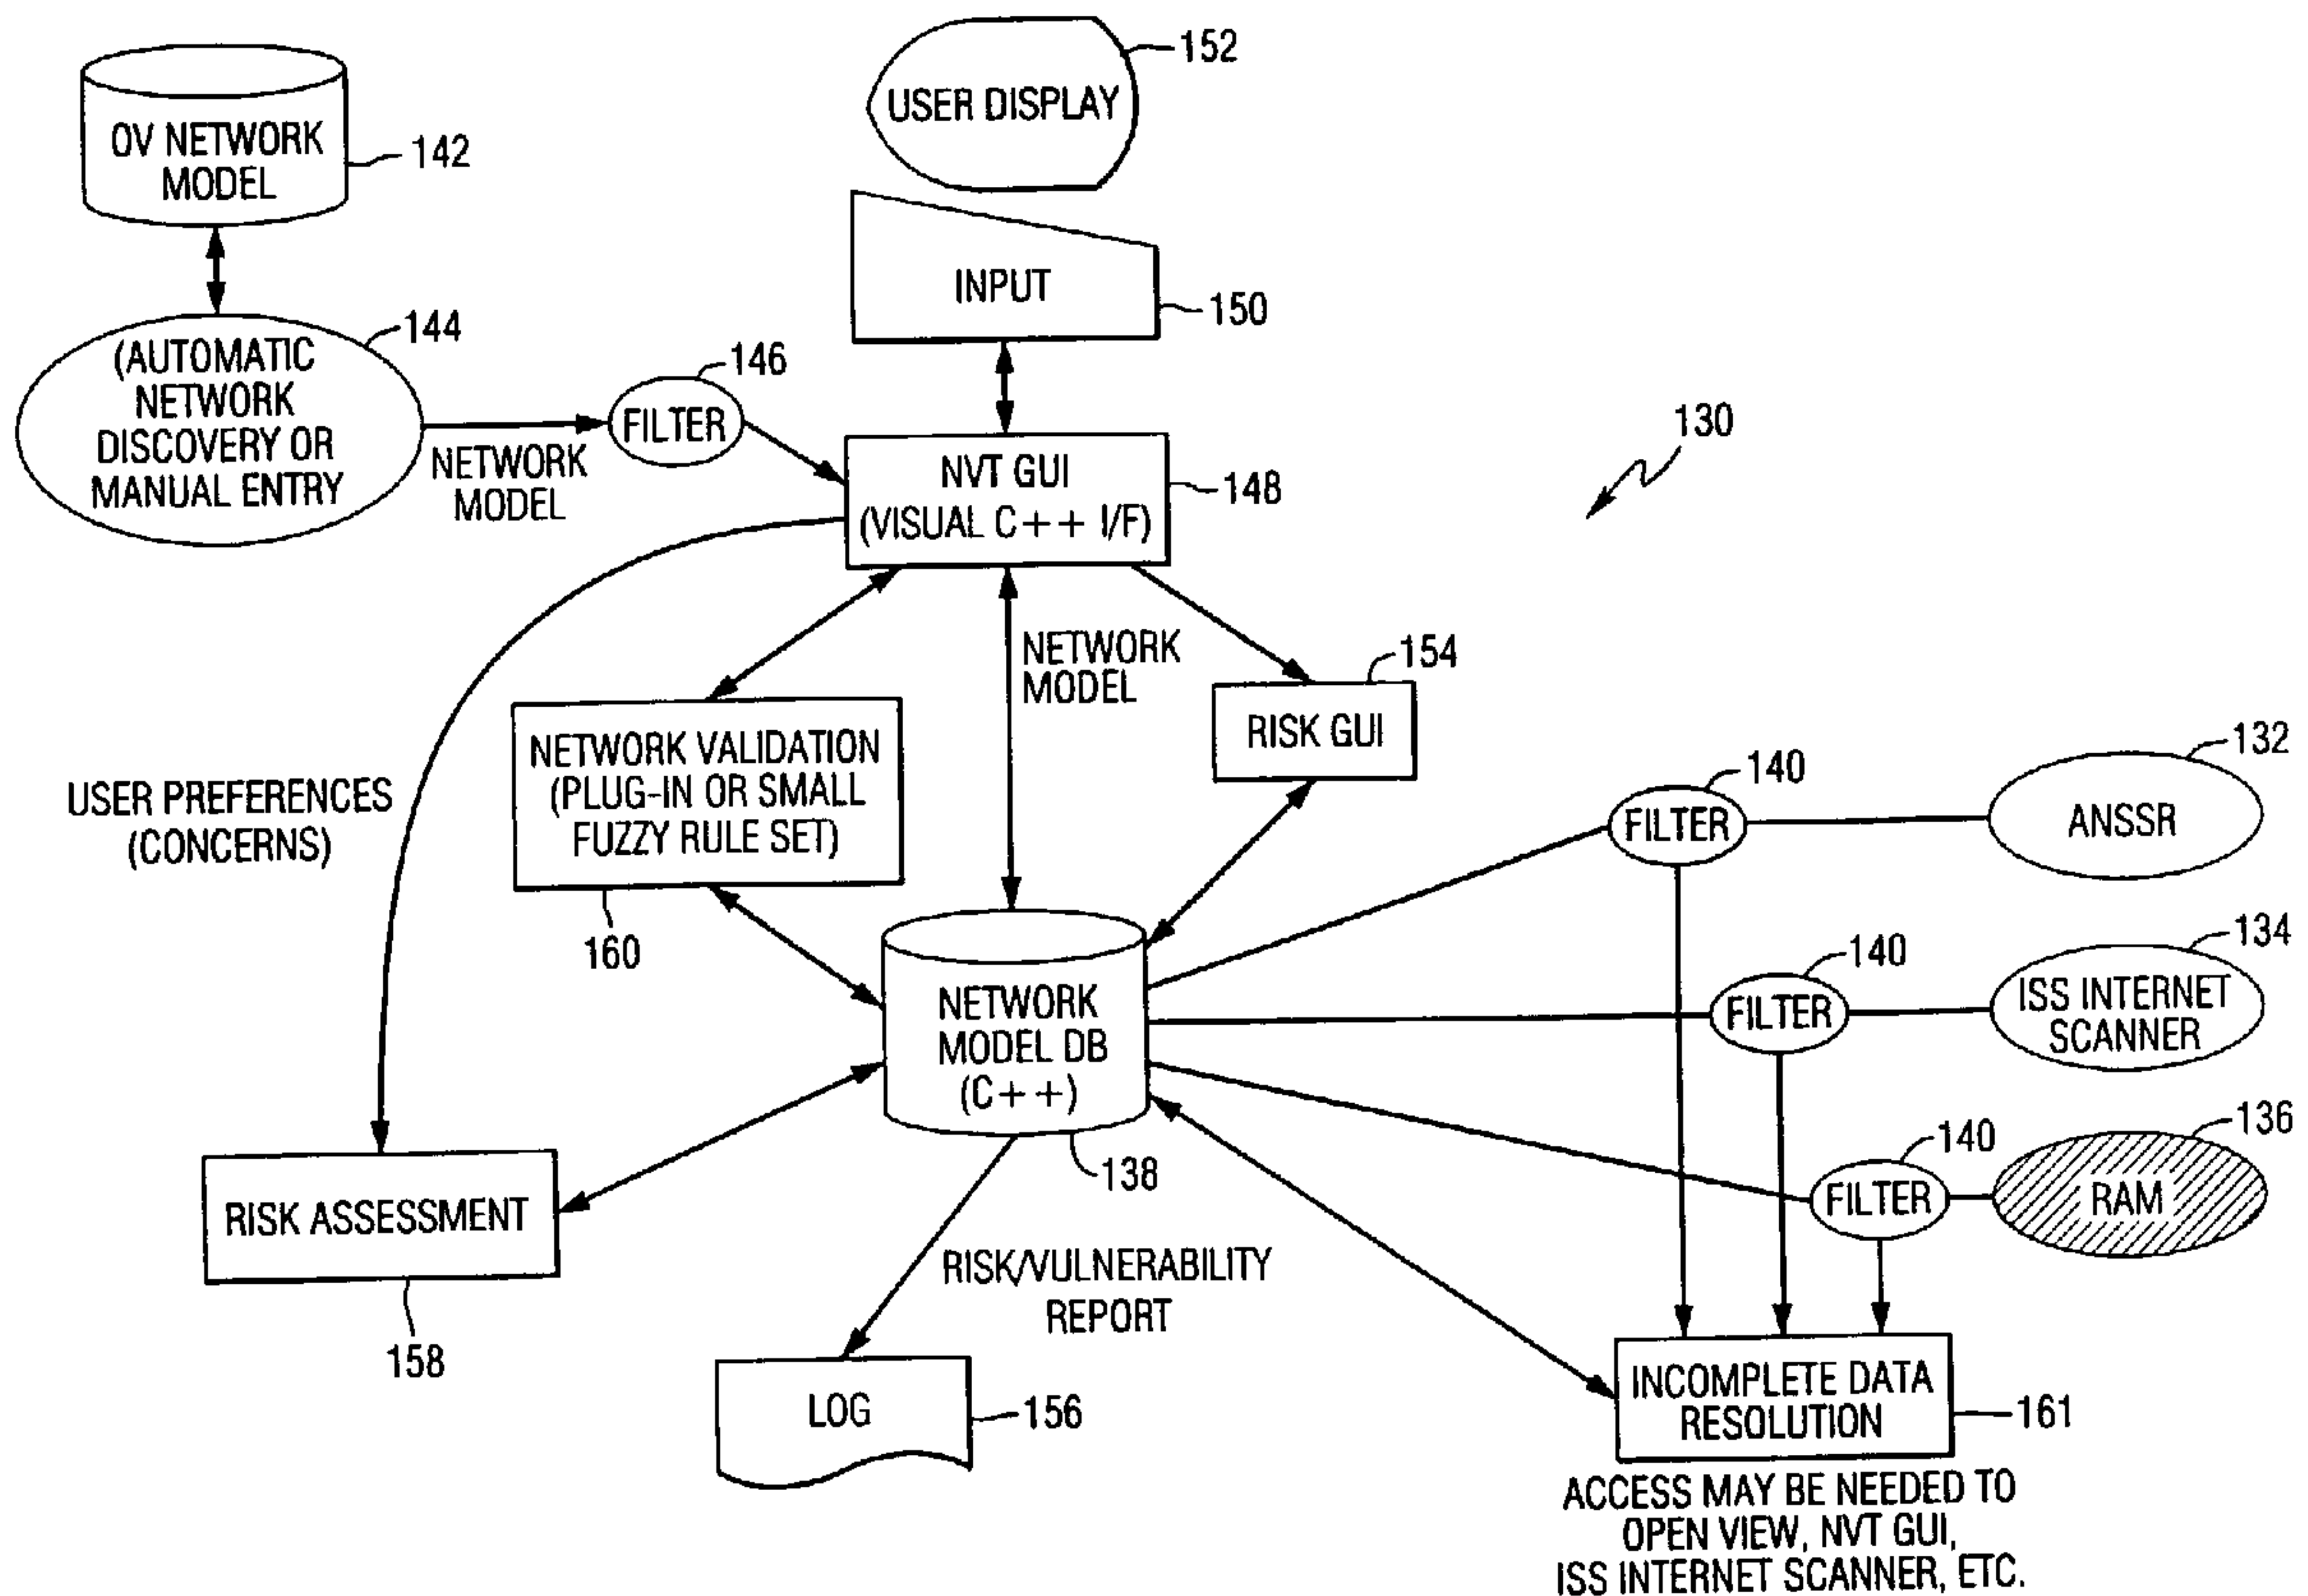 152
USER DISPLAY
OV NETWORK
MODEL
142
INPUT
150
144
(AUTOMATIC
NETWORK
DISCOVERY OR
MANUAL ENTRY
146
FILTER
NETWORK
MODEL
130
NVT GUI
(VISUAL C++ I/F)
148
NETWORK
MODEL
154
RISK GUI
NETWORK VALIDATION
(PLUG-IN OR SMALL
FUZZY RULE SET)
160
USER PREFERENCES
(CONCERNS)
140
FILTER
132
ANSSR
140
FILTER
134
ISS INTERNET
SCANNER
NETWORK
MODEL DB
(C++)
138
140
FILTER
136
RAM
RISK ASSESSMENT
158
RISK/VULNERABILITY
REPORT
LOG
156
INCOMPLETE DATA
RESOLUTION
161
ACCESS MAY BE NEEDED TO
OPEN VIEW, NVT GUI,
ISS INTERNET SCANNER, ETC.